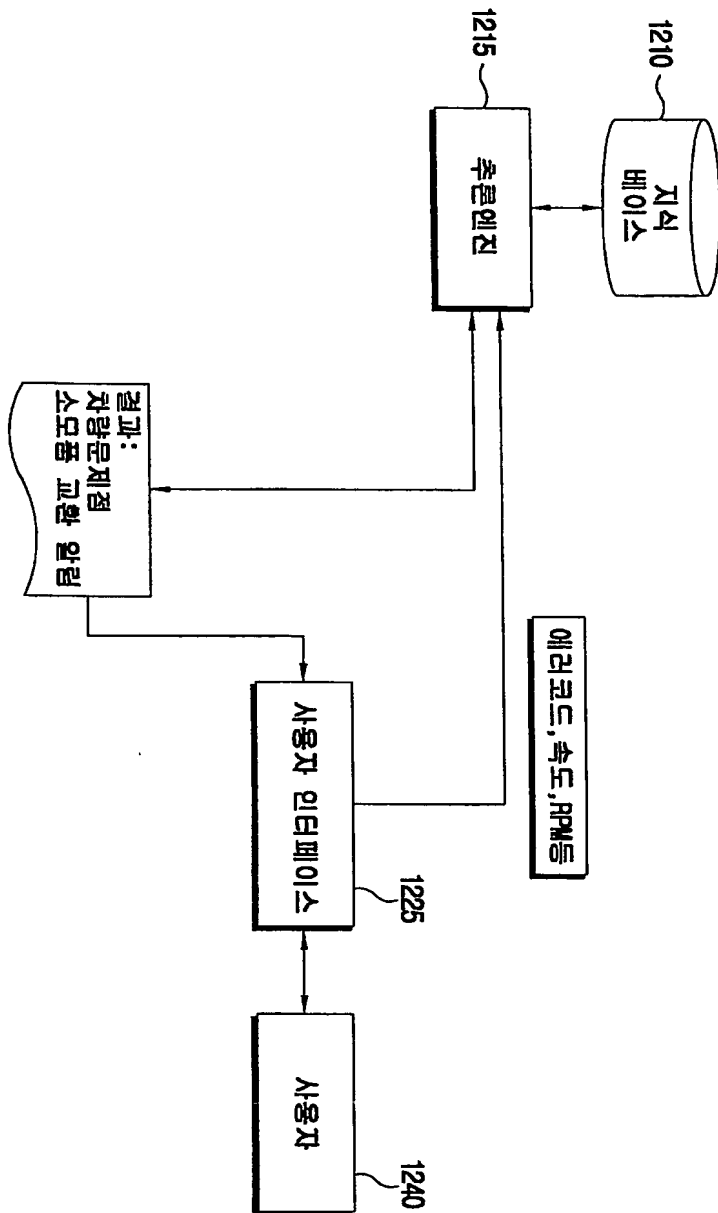 1210
지식
베이스
1215
추론엔진
에러코드,속도,RPM등
결과:
차량문제점
소모품 교환 알림
사용자 인터페이스
1225
사용자
1240